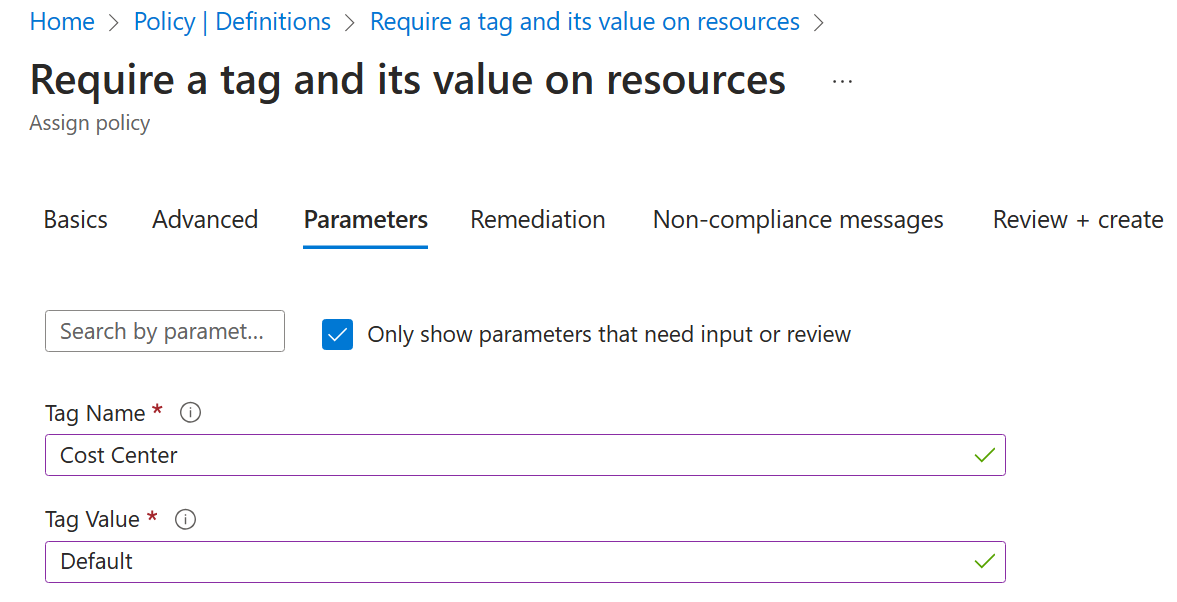 Home > Policy | Definitions > Require a tag and its value on resources >
Require a tag and its value on resources ...
Assign policy
Basics Advanced Parameters Remediation Non-compliance messages Review + create
Search by paramet... Only show parameters that need input or review
Tag Name *
Cost Center
Tag Value *
Default